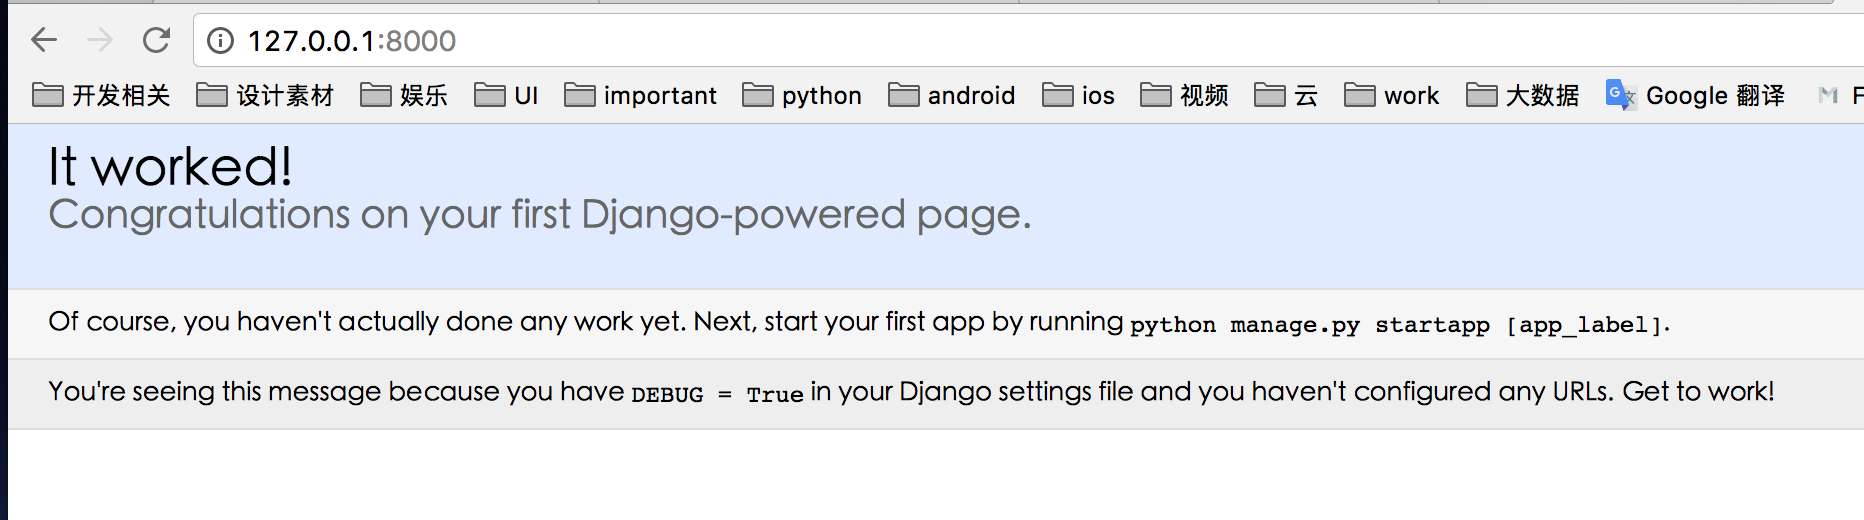 127.0.0.1:8000
开发相关 设计素材 娱乐 UI important python android ios 视频 云 work 大数据 Google 翻译 F
It worked!
Congratulations on your first Django-powered page.
Of course, you haven't actually done any work yet. Next, start your first app by running python manage.py startapp [app_label].
You're seeing this message because you have DEBUG = True in your Django settings file and you haven't configured any URLs. Get to work!